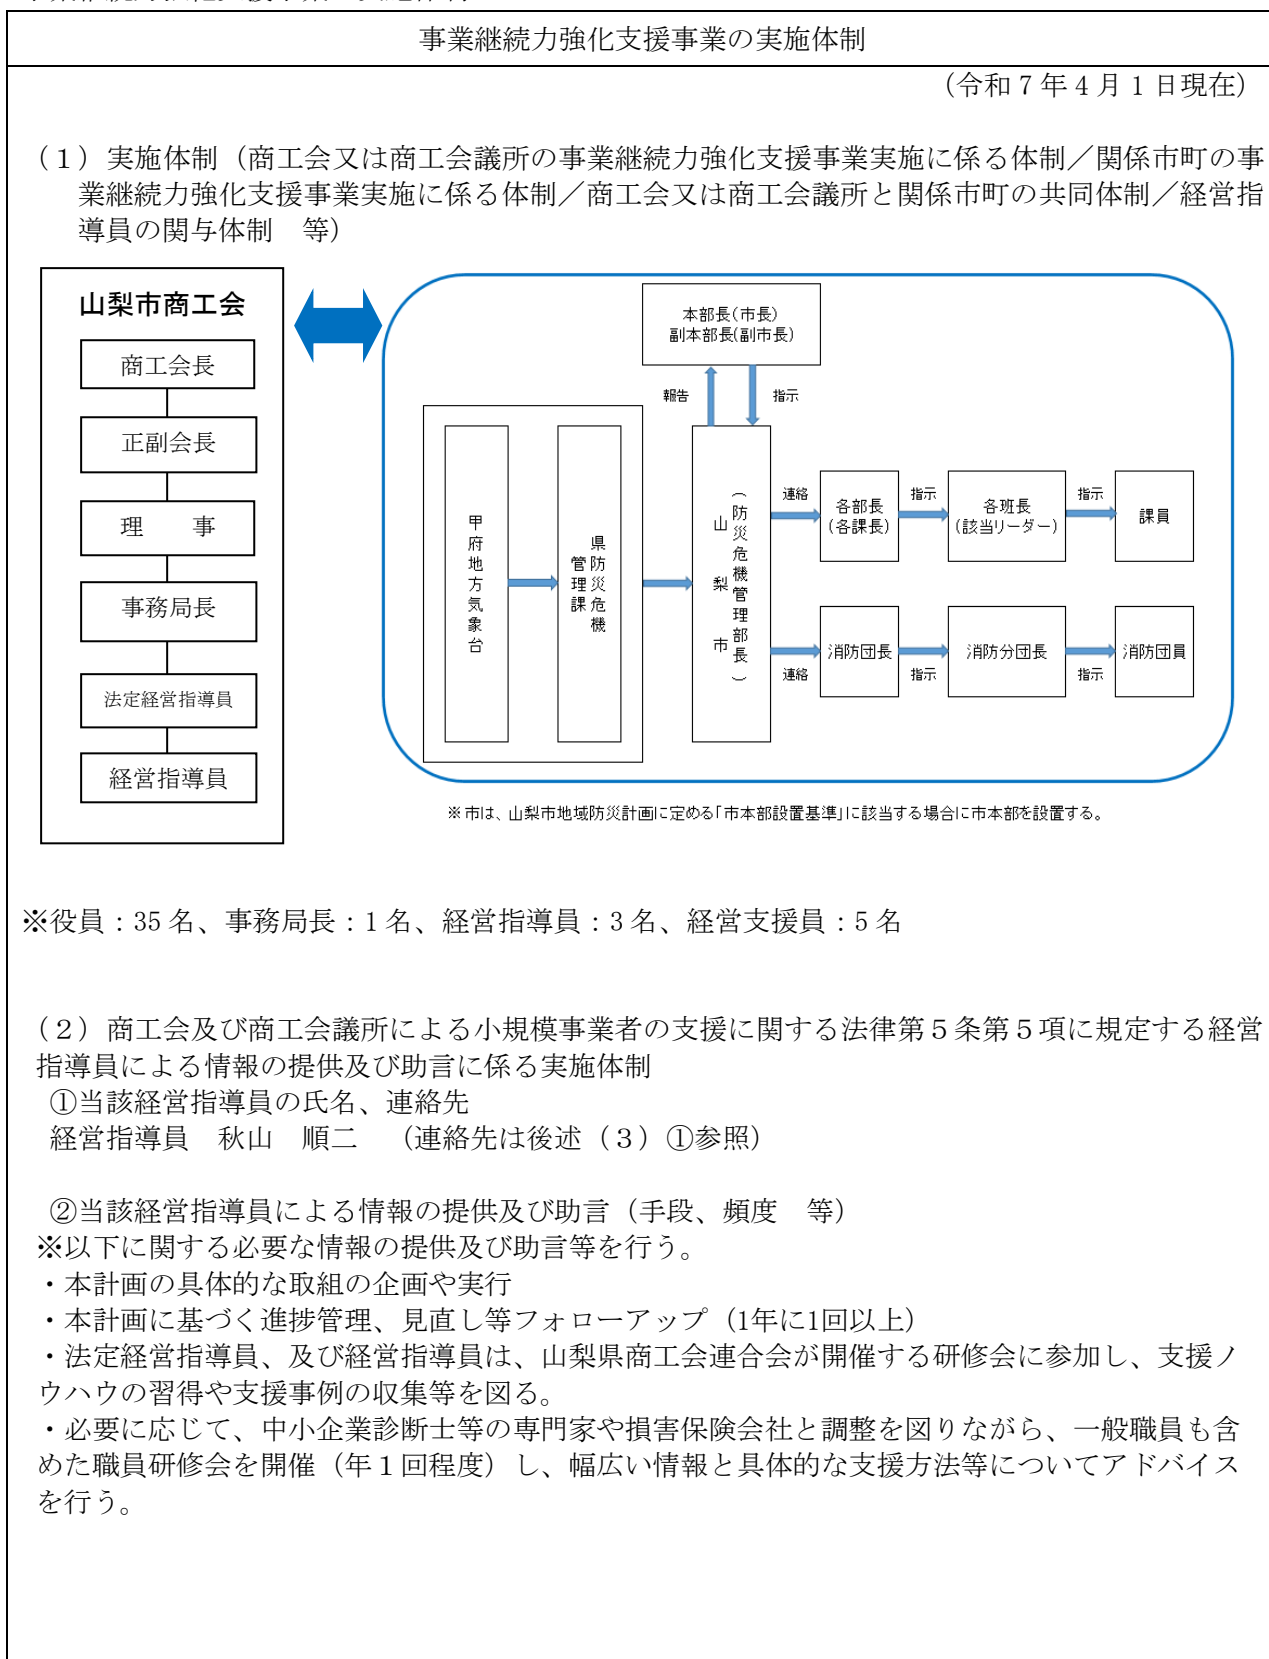 事業継続力強化支援事業の実施体制
（令和７年４月１日現在）
（１）実施体制（商工会又は商工会議所の事業継続力強化支援事業実施に係る体制／関係市町の事
業継続力強化支援事業実施に係る体制／商工会又は商工会議所と関係市町の共同体制／経営指
導員の関与体制　等）
山梨市商工会
商工会長
正副会長
理　　事
事務局長
法定経営指導員
経営指導員
本部長（市長）
副本部長(副市長)
報告
指示
甲府地方気象台
県防災危機
管理課
山梨市
（防災危機管理部長）
連絡
各部長
(各課長)
指示
各班長
(該当リーダー)
指示
課員
連絡
消防団長
指示
消防分団長
指示
消防団員
※市は、山梨市地域防災計画に定める「市本部設置基準」に該当する場合に市本部を設置する。
※役員：35名、事務局長：1名、経営指導員：3名、経営支援員：5名
（２）商工会及び商工会議所による小規模事業者の支援に関する法律第５条第５項に規定する経営
指導員による情報の提供及び助言に係る実施体制
①当該経営指導員の氏名、連絡先
経営指導員　秋山　順二　（連絡先は後述（３）①参照）
②当該経営指導員による情報の提供及び助言（手段、頻度　等）
※以下に関する必要な情報の提供及び助言等を行う。
・本計画の具体的な取組の企画や実行
・本計画に基づく進捗管理、見直し等フォローアップ（1年に1回以上）
・法定経営指導員、及び経営指導員は、山梨県商工会連合会が開催する研修会に参加し、支援ノ
ウハウの習得や支援事例の収集等を図る。
・必要に応じて、中小企業診断士等の専門家や損害保険会社と調整を図りながら、一般職員も含
めた職員研修会を開催（年１回程度）し、幅広い情報と具体的な支援方法等についてアドバイス
を行う。